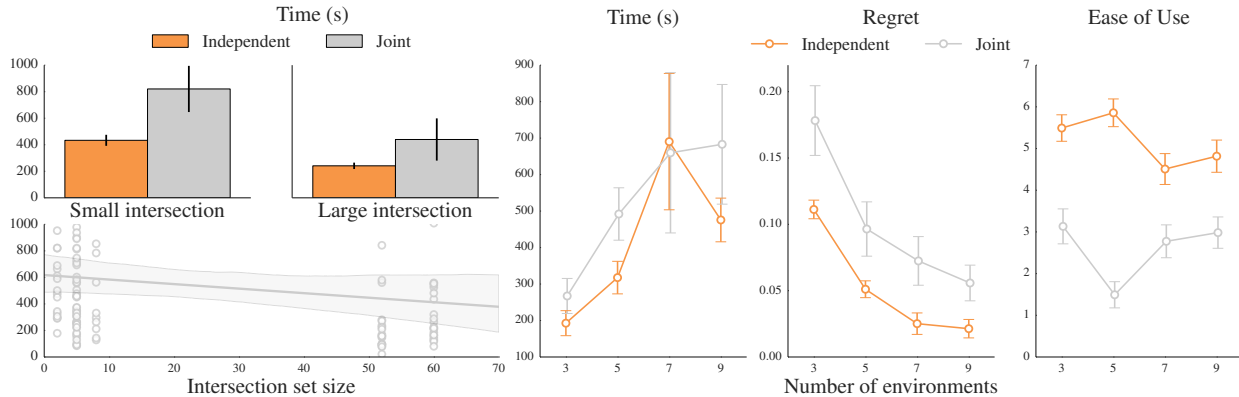 Time (s)
Independent Joint
1000
800
600
400
200
0
Small intersection
Large intersection
1000
800
600
400
200
0
0 10 20 30 40 50 60 70
Intersection set size
Time (s)
Regret
Ease of Use
Independent Joint
900
800
700
600
500
400
300
200
100
3 5 7 9
0.20
0.15
0.10
0.05
0.00
3 5 7 9
Number of environments
7
6
5
4
3
2
1
0
3 5 7 9